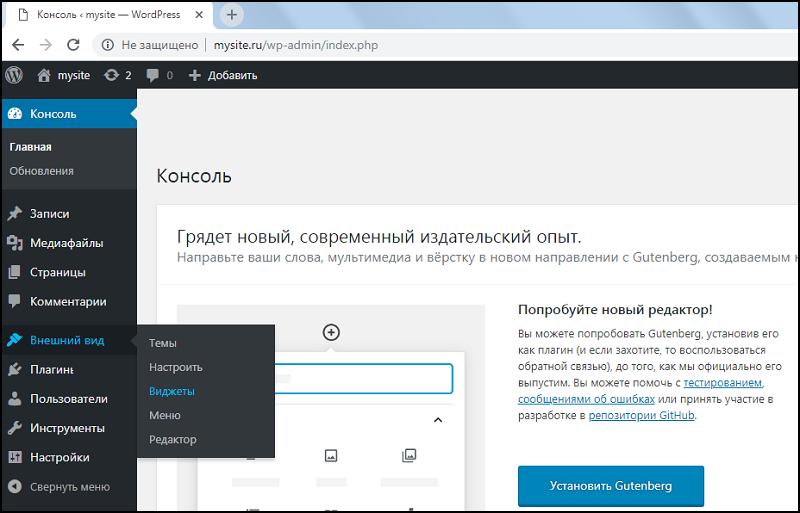 Консоль ‹ mysite — WordPress
Не защищено
mysite.ru/wp-admin/index.php
mysite 2 0 Добавить
Консоль
Главная
Обновления
Записи
Медиафайлы
Страницы
Комментарии
Внешний вид
Темы
Настроить
Виджеты
Меню
Редактор
Плагины
Пользователи
Инструменты
Настройки
Свернуть меню
Консоль
Грядет новый, современный издательский опыт.
Направьте ваши слова, мультимедиа и вёрстку в новом направлении с Gutenberg, создаваемым
Попробуйте новый редактор!
Вы можете попробовать Gutenberg, установив его
как плагин (и если захотите, то воспользоваться
обратной связью), до того, как мы официально его
выпустим. Вы можете помочь с тестированием,
сообщениями об ошибках или принять участие в
разработке в репозитории GitHub.
Установить Gutenberg